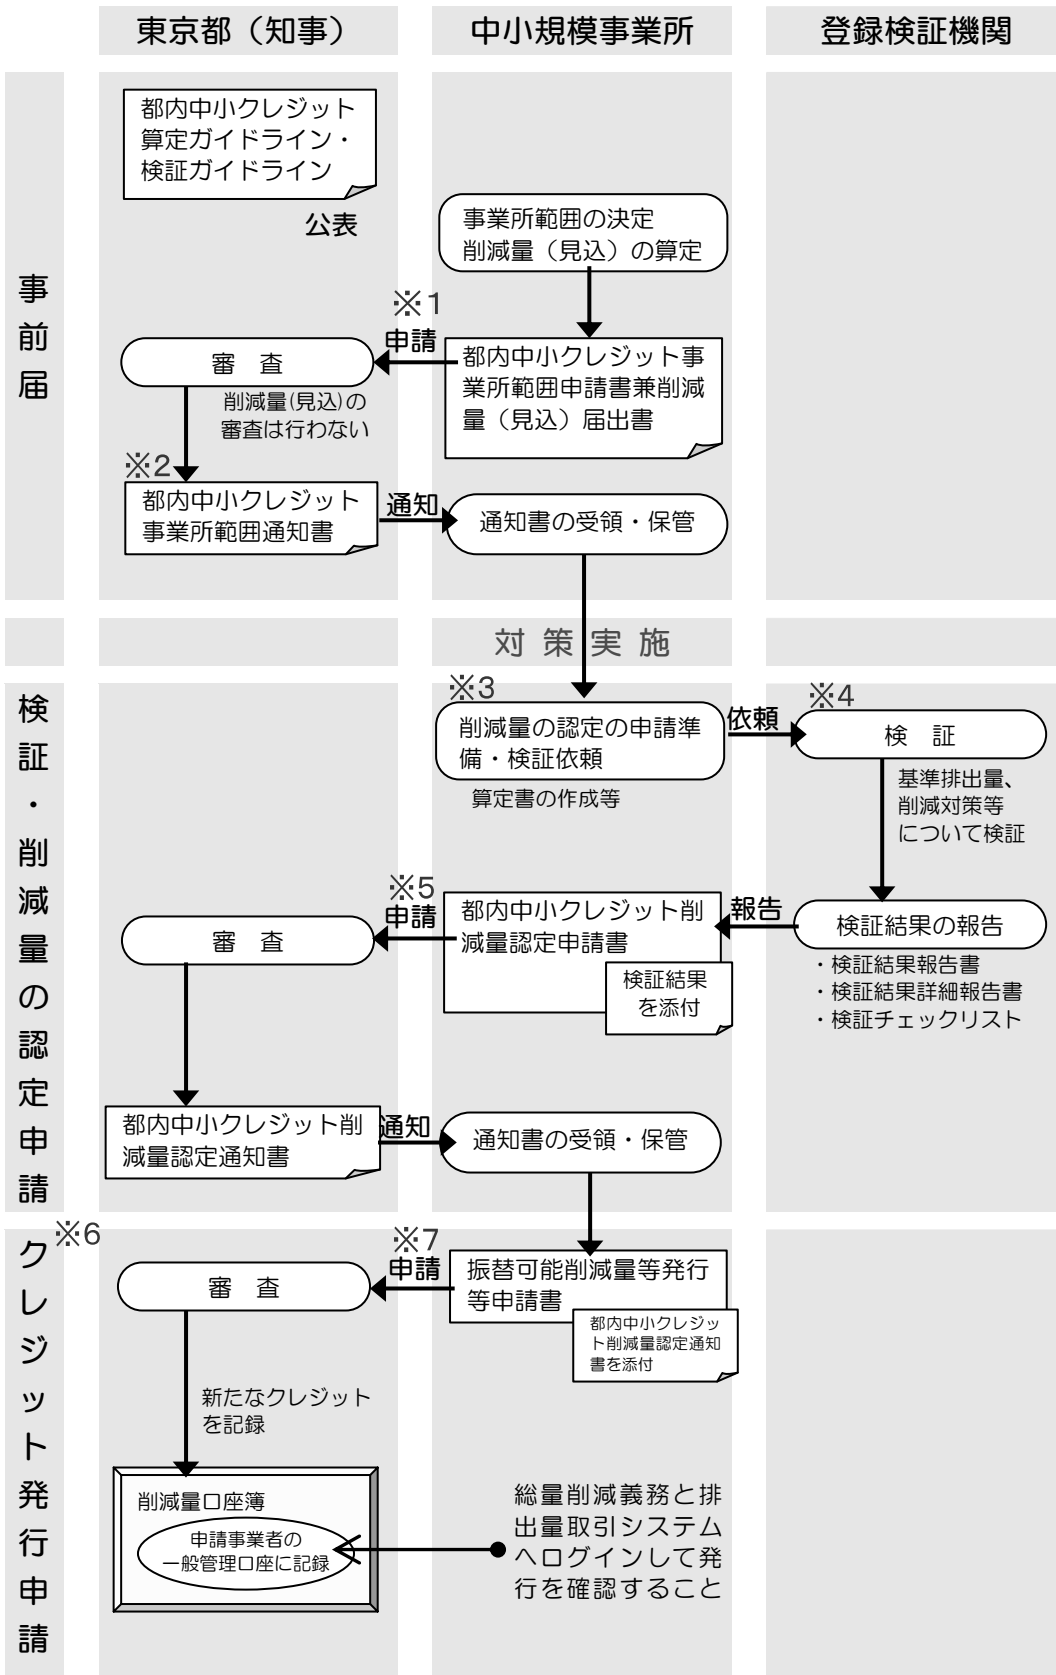 東京都（知事）
中小規模事業所
登録検証機関
事前届
都内中小クレジット
算定ガイドライン・
検証ガイドライン
公表
事業所範囲の決定
削減量（見込）の算定
※1
申請
都内中小クレジット事
業所範囲申請書兼削減
量（見込）届出書
審　査
削減量(見込)の
審査は行わない
※2
都内中小クレジット
事業所範囲通知書
通知
通知書の受領・保管
対 策 実 施
検証・削減量の認定申請
※3
削減量の認定の申請準
備・検証依頼
算定書の作成等
依頼
※4
検　証
基準排出量、
削減対策等
について検証
検証結果の報告
・検証結果報告書
・検証結果詳細報告書
・検証チェックリスト
報告
都内中小クレジット削
減量認定申請書
検証結果
を添付
※5
申請
審　査
都内中小クレジット削
減量認定通知書
通知
通知書の受領・保管
クレジット発行申請
※6
※7
申請
振替可能削減量等発行
等申請書
都内中小クレジッ
ト削減量認定通知
書を添付
審　査
新たなクレジット
を記録
削減量口座簿
申請事業者の
一般管理口座に記録
総量削減義務と排
出量取引システム
へログインして発
行を確認すること